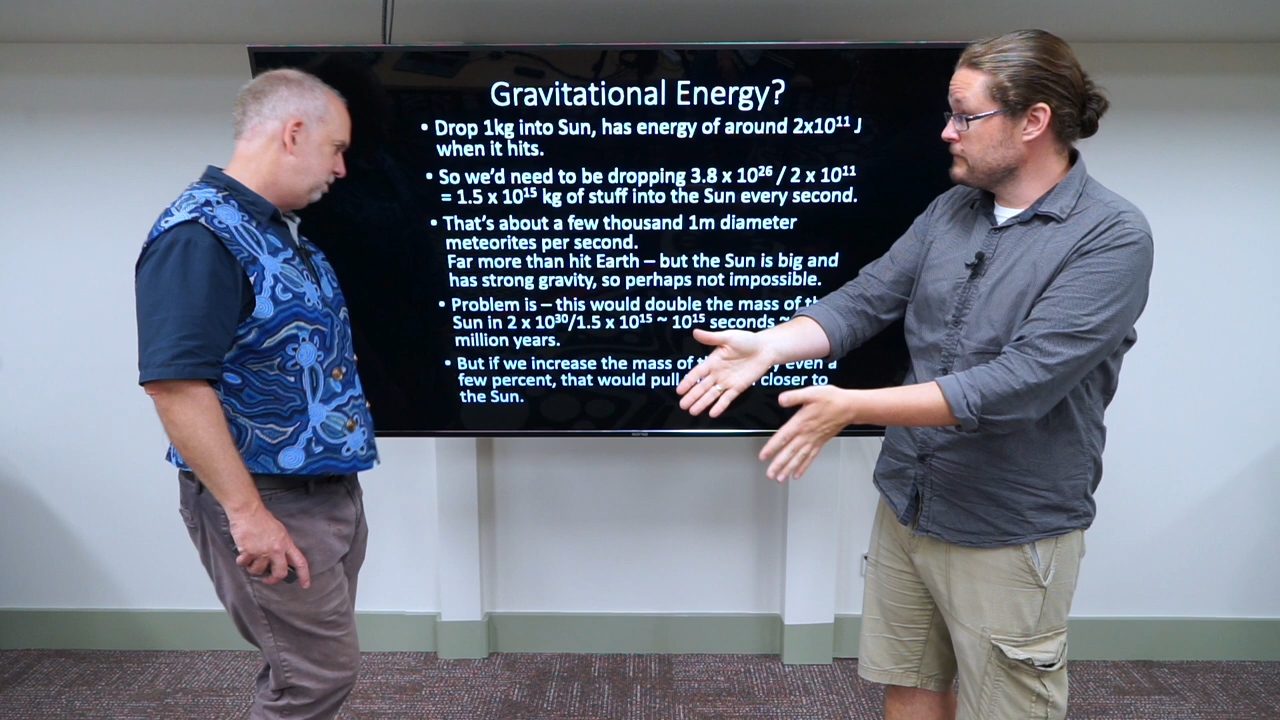 Gravitational Energy?
• Drop 1kg into Sun, has energy of around 2x10¹¹ J
when it hits.
• So we'd need to be dropping 3.8 x 10²⁶ / 2 x 10¹¹
= 1.5 x 10¹⁵ kg of stuff into the Sun every second.
• That's about a few thousand 1m diameter
meteorites per second.
Far more than hit Earth – but the Sun is big and
has strong gravity, so perhaps not impossible.
• Problem is – this would double the mass of
Sun in 2 x 10³⁰/1.5 x 10¹⁵ ~ 10¹⁵ seconds ~
million years.
• But if we increase the mass of even a
few percent, that would pull closer to
the Sun.